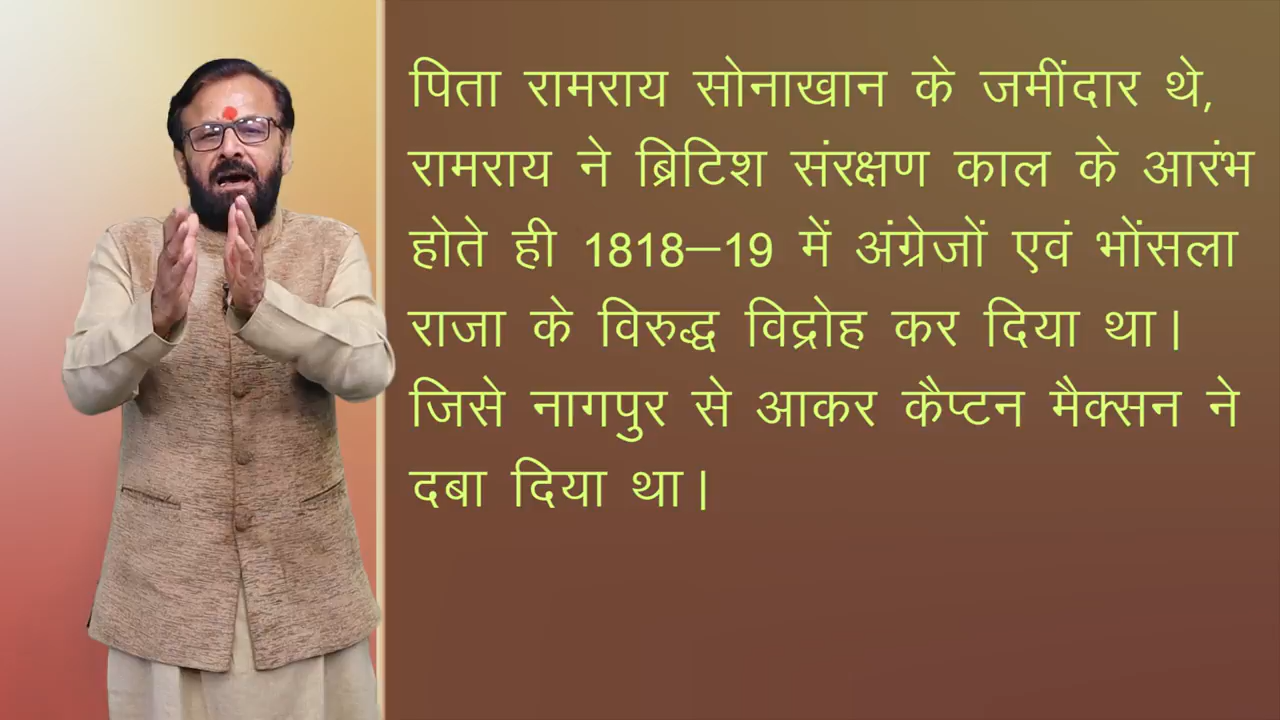 पिता रामराय सोनाखान के जमींदार थे,
रामराय ने ब्रिटिश संरक्षण काल के आरंभ
होते ही 1818–19 में अंग्रेजों एवं भोंसला
राजा के विरुद्ध विद्रोह कर दिया था।
जिसे नागपुर से आकर कैप्टन मैक्सन ने
दबा दिया था।